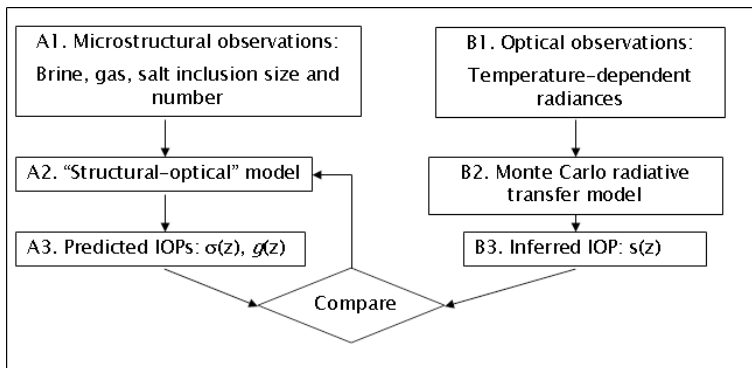 A1. Microstructural observations:
Brine, gas, salt inclusion size and
number
A2. “Structural-optical” model
A3. Predicted IOPs: σ(z), g(z)
B1. Optical observations:
Temperature-dependent
radiances
B2. Monte Carlo radiative
transfer model
B3. Inferred IOP: s(z)
Compare